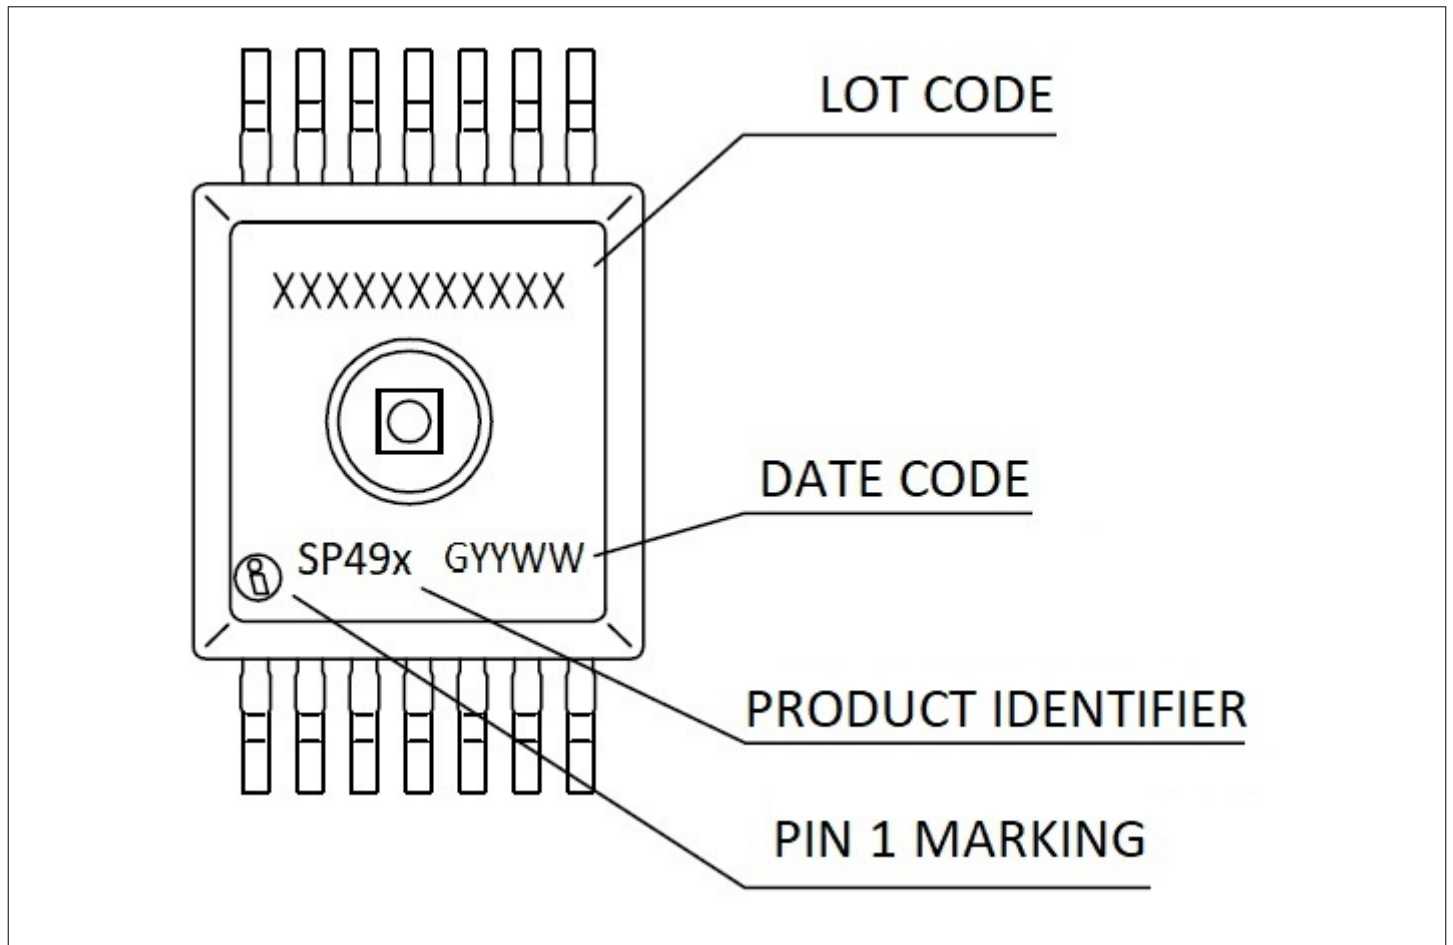 LOT CODE
XXXXXXXXXXX
DATE CODE
SP49x GYYWW
PRODUCT IDENTIFIER
PIN 1 MARKING